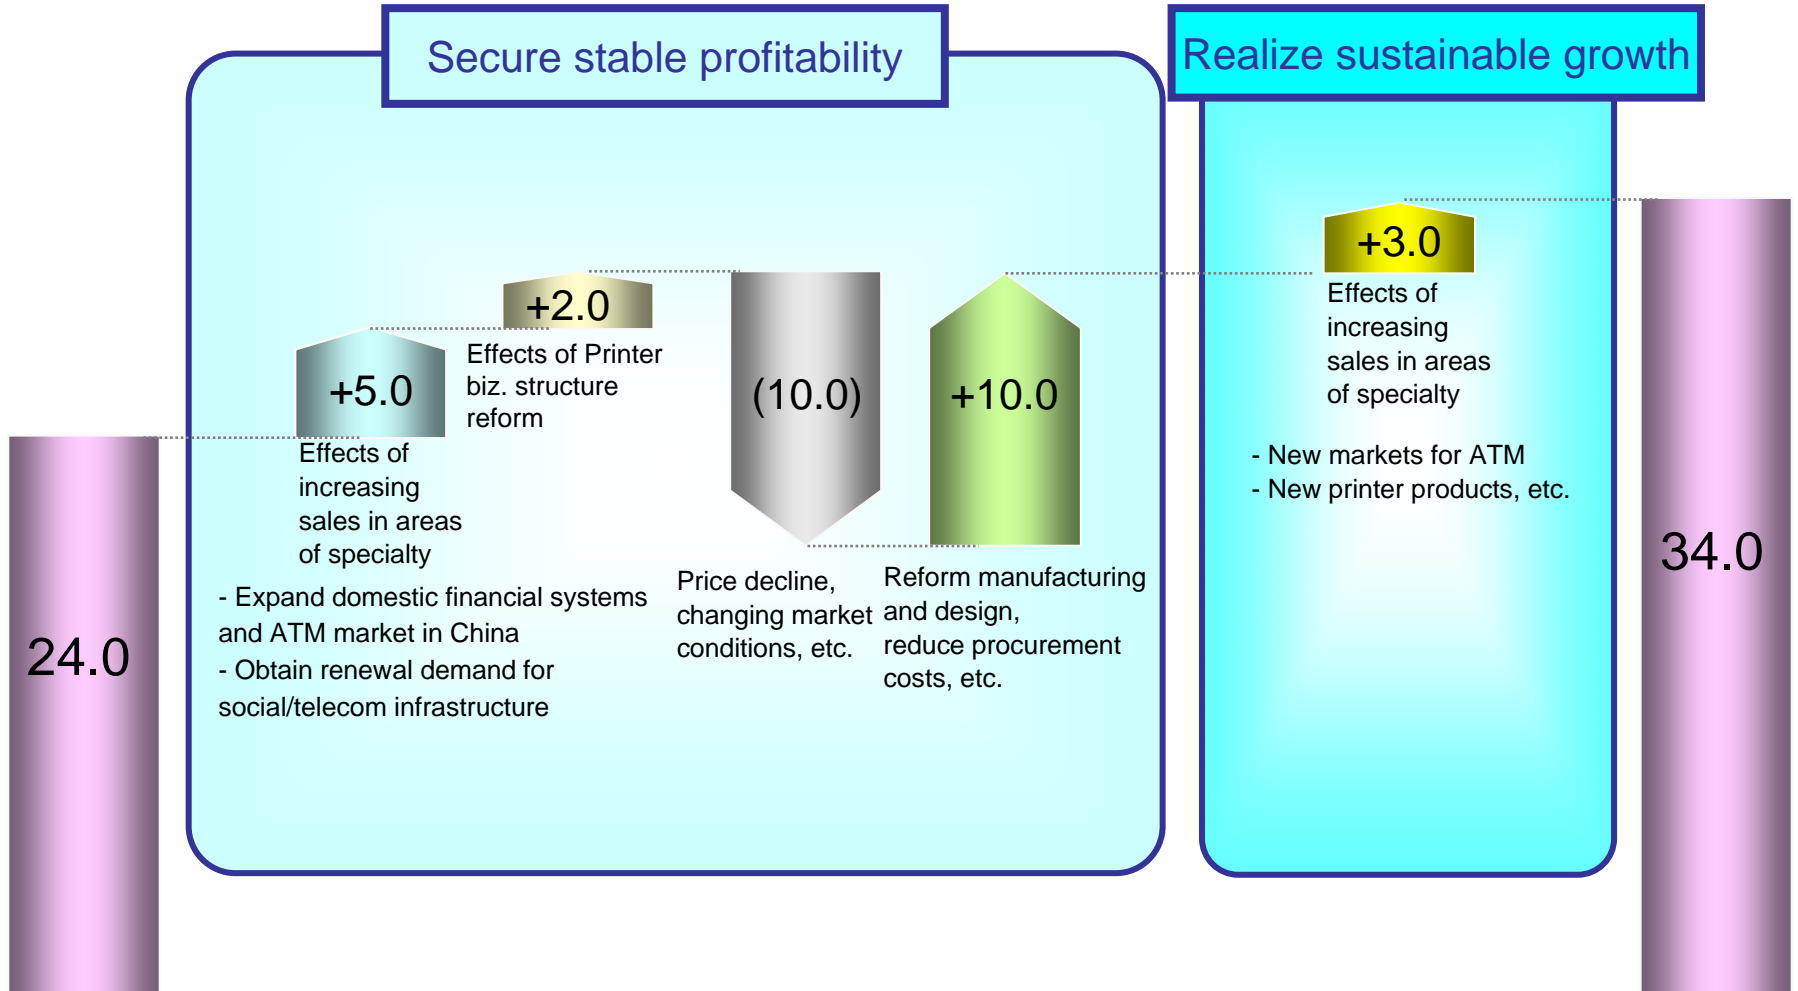 Secure stable profitability
Realize sustainable growth
24.0
+5.0
Effects of
increasing
sales in areas
of specialty
- Expand domestic financial systems
and ATM market in China
- Obtain renewal demand for
social/telecom infrastructure
+2.0
Effects of Printer
biz. structure
reform
(10.0)
Price decline,
changing market
conditions, etc.
+10.0
Reform manufacturing
and design,
reduce procurement
costs, etc.
+3.0
Effects of
increasing
sales in areas
of specialty
- New markets for ATM
- New printer products, etc.
34.0